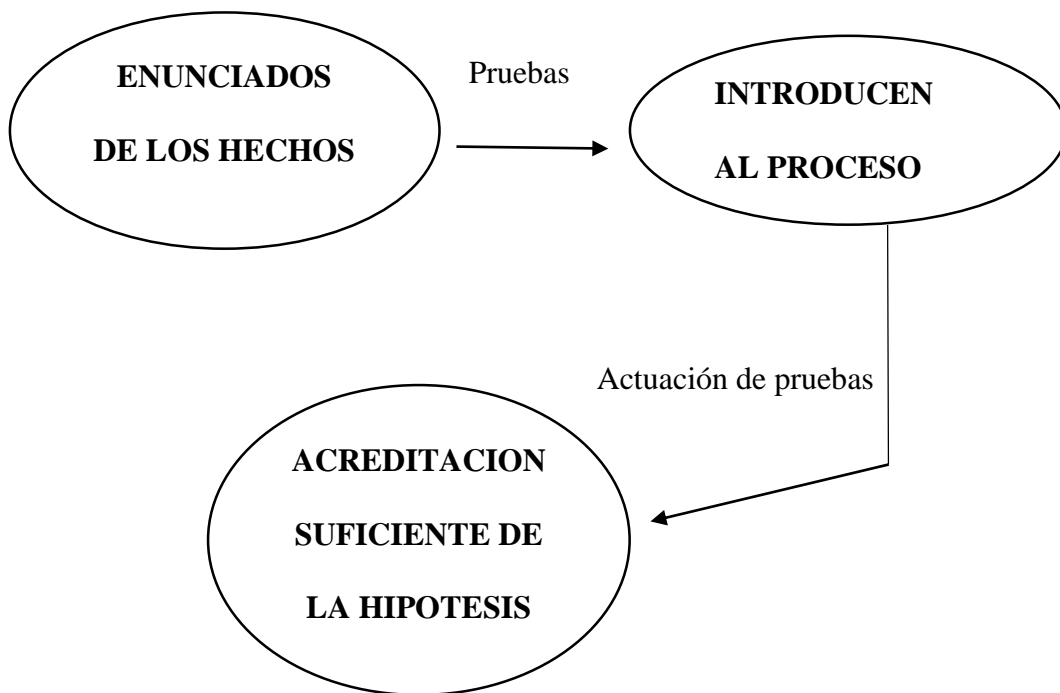 ENUNCIADOS
DE LOS HECHOS
Pruebas
INTRODUCEN
AL PROCESO
Actuación de pruebas
ACREDITACION
SUFICIENTE DE
LA HIPOTESIS